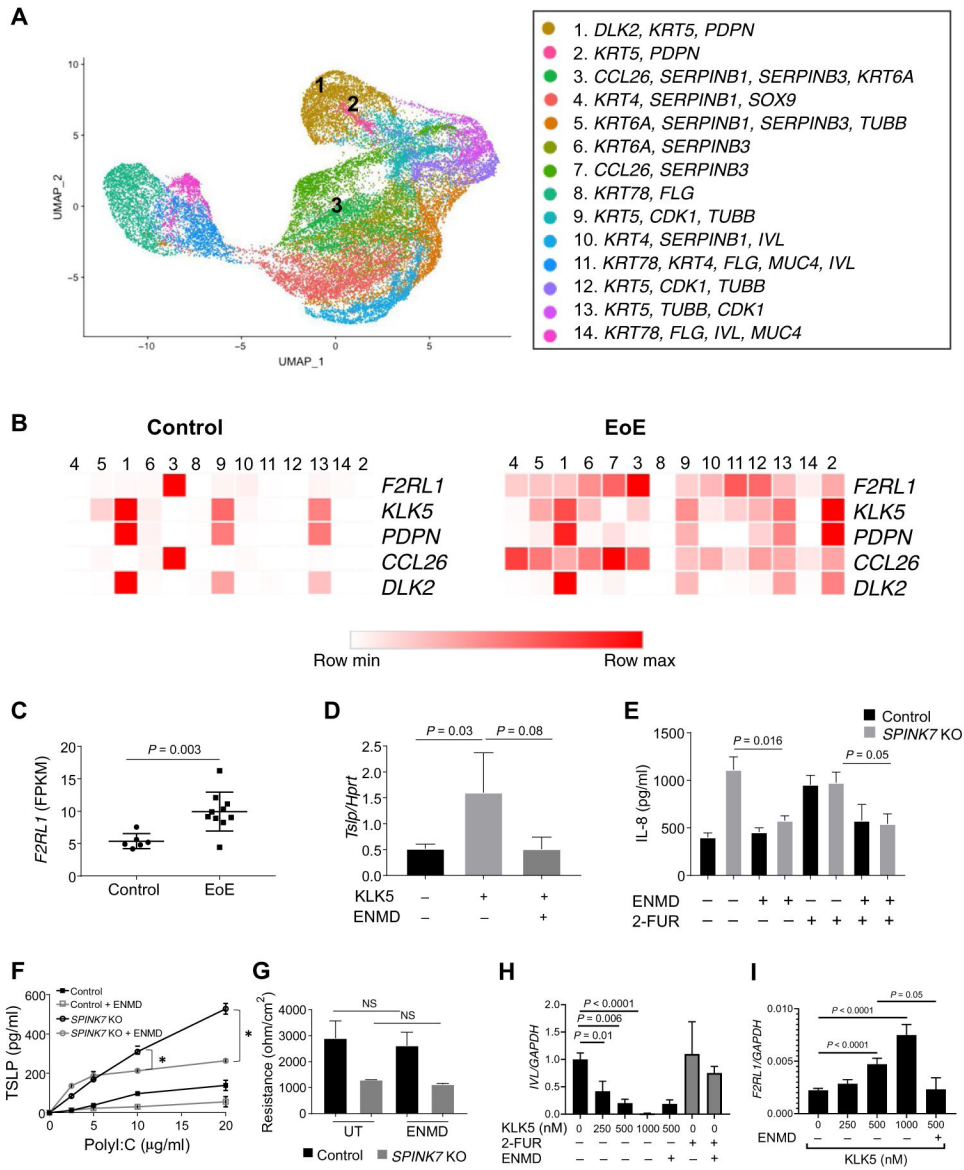 A
1. DLK2, KRT5, PDPN
2. KRT5, PDPN
3. CCL26, SERPINB1, SERPINB3, KRT6A
4. KRT4, SERPINB1, SOX9
5. KRT6A, SERPINB1, SERPINB3, TUBB
6. KRT6A, SERPINB3
7. CCL26, SERPINB3
8. KRT78, FLG
9. KRT5, CDK1, TUBB
10. KRT4, SERPINB1, IVL
11. KRT78, KRT4, FLG, MUC4, IVL
12. KRT5, CDK1, TUBB
13. KRT5, TUBB, CDK1
14. KRT78, FLG, IVL, MUC4
10
5
0
−5
UMAP_2
1
2
3
−10 −5 0 5
UMAP_1
B
Control
4 5 1 6 3 8 9 10 11 12 13 14 2
F2RL1
KLK5
PDPN
CCL26
DLK2
EoE
4 5 1 6 7 3 8 9 10 11 12 13 14 2
F2RL1
KLK5
PDPN
CCL26
DLK2
Row min Row max
C
P = 0.003
20
15
10
5
0
F2RL1 (FPKM)
Control EoE
D
P = 0.03 P = 0.08
2.5
2.0
1.5
1.0
0.5
0.0
Tslp/Hprt
KLK5 – + +
ENMD – – +
E
Control
SPINK7 KO
P = 0.016
P = 0.05
1500
1000
500
0
IL-8 (pg/ml)
ENMD – – + + – – + +
2-FUR – – – – + + + +
F
Control
Control + ENMD
SPINK7 KO
SPINK7 KO + ENMD
600
400
200
0
TSLP (pg/ml)
*
*
0 5 10 15 20
PolyI:C (µg/ml)
G
NS
NS
4000
3000
2000
1000
0
Resistance (ohm/cm²)
UT ENMD
Control SPINK7 KO
H
P < 0.0001
P = 0.006
P = 0.01
2.0
1.5
1.0
0.5
0.0
IVL/GAPDH
KLK5 (nM) 0 250 500 1000 500 0 0
2-FUR – – – – – + +
ENMD – – – – + – +
I
P = 0.05
P < 0.0001
P < 0.0001
0.010
0.005
0.000
F2RL1/GAPDH
0 250 500 1000 500
ENMD – – – – +
KLK5 (nM)